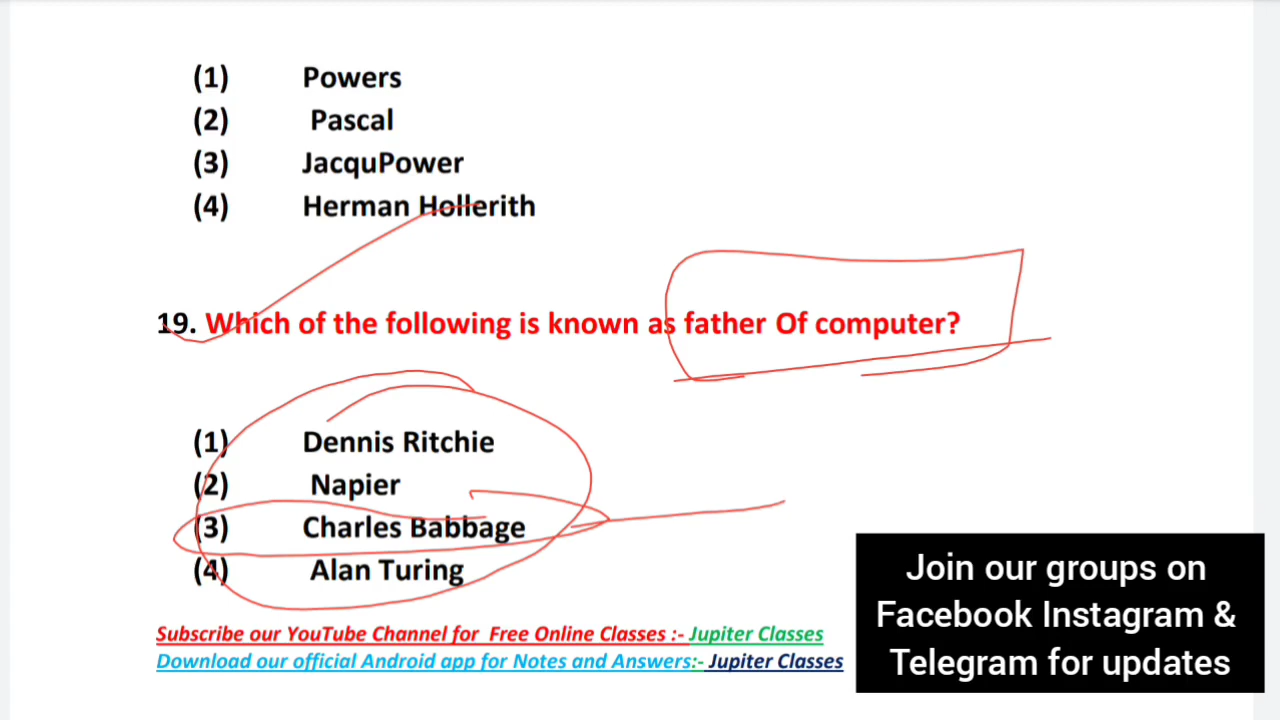 (1) Powers
(2) Pascal
(3) JacquPower
(4) Herman Hollerith
19. Which of the following is known as father Of computer?
(1) Dennis Ritchie
(2) Napier
(3) Charles Babbage
(4) Alan Turing
Subscribe our YouTube Channel for Free Online Classes :- Jupiter Classes
Download our official Android app for Notes and Answers:- Jupiter Classes
Join our groups on
Facebook Instagram &
Telegram for updates